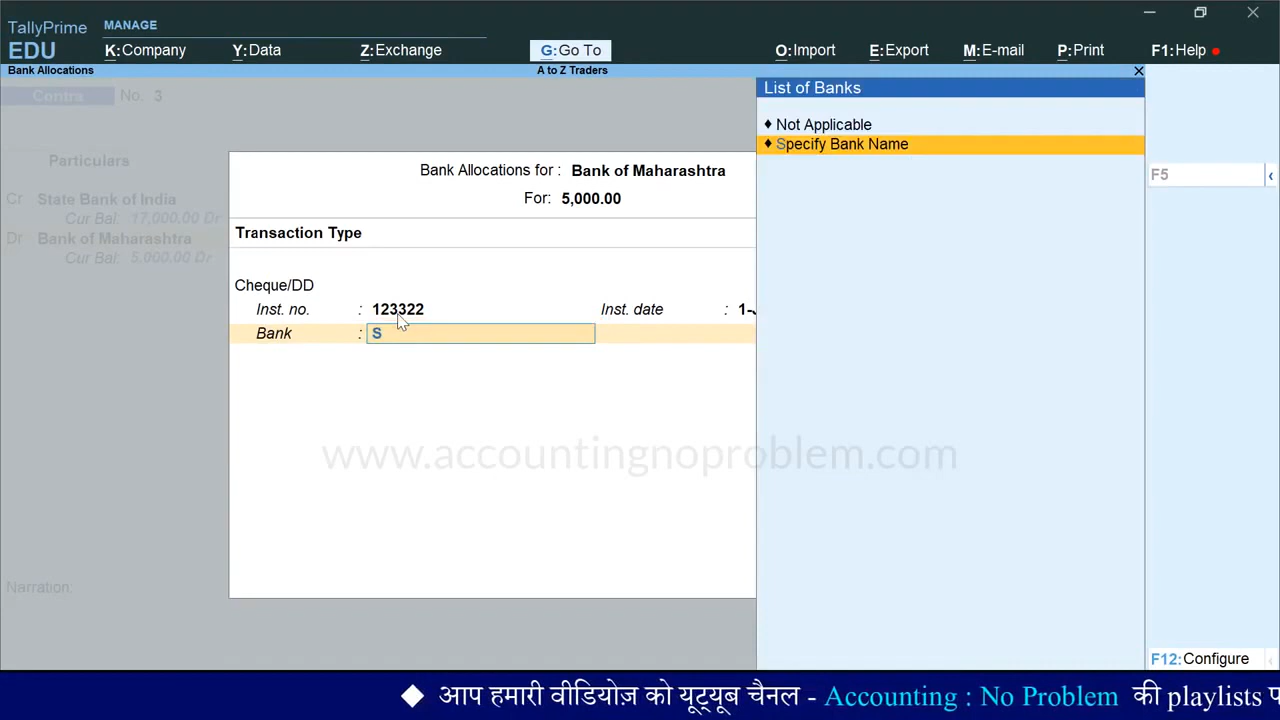 TallyPrime
EDU
MANAGE
K:Company Y:Data Z:Exchange G:Go To O:Import E:Export M:E-mail P:Print F1:Help
Bank Allocations A to Z Traders
Contra No. 3
Particulars
Cr State Bank of India
Cur Bal: 17,000.00 Dr
Dr Bank of Maharashtra
Cur Bal: 5,000.00 Dr
Narration:
Bank Allocations for : Bank of Maharashtra
For: 5,000.00
Transaction Type
Cheque/DD
Inst. no. : 123322 Inst. date :
Bank : S
List of Banks
♦ Not Applicable
♦ Specify Bank Name
F5
F12:Configure
www.accountingnoproblem.com
◆ आप हमारी वीडियोज़ को यूट्यूब चैनल - Accounting : No Problem की playlists